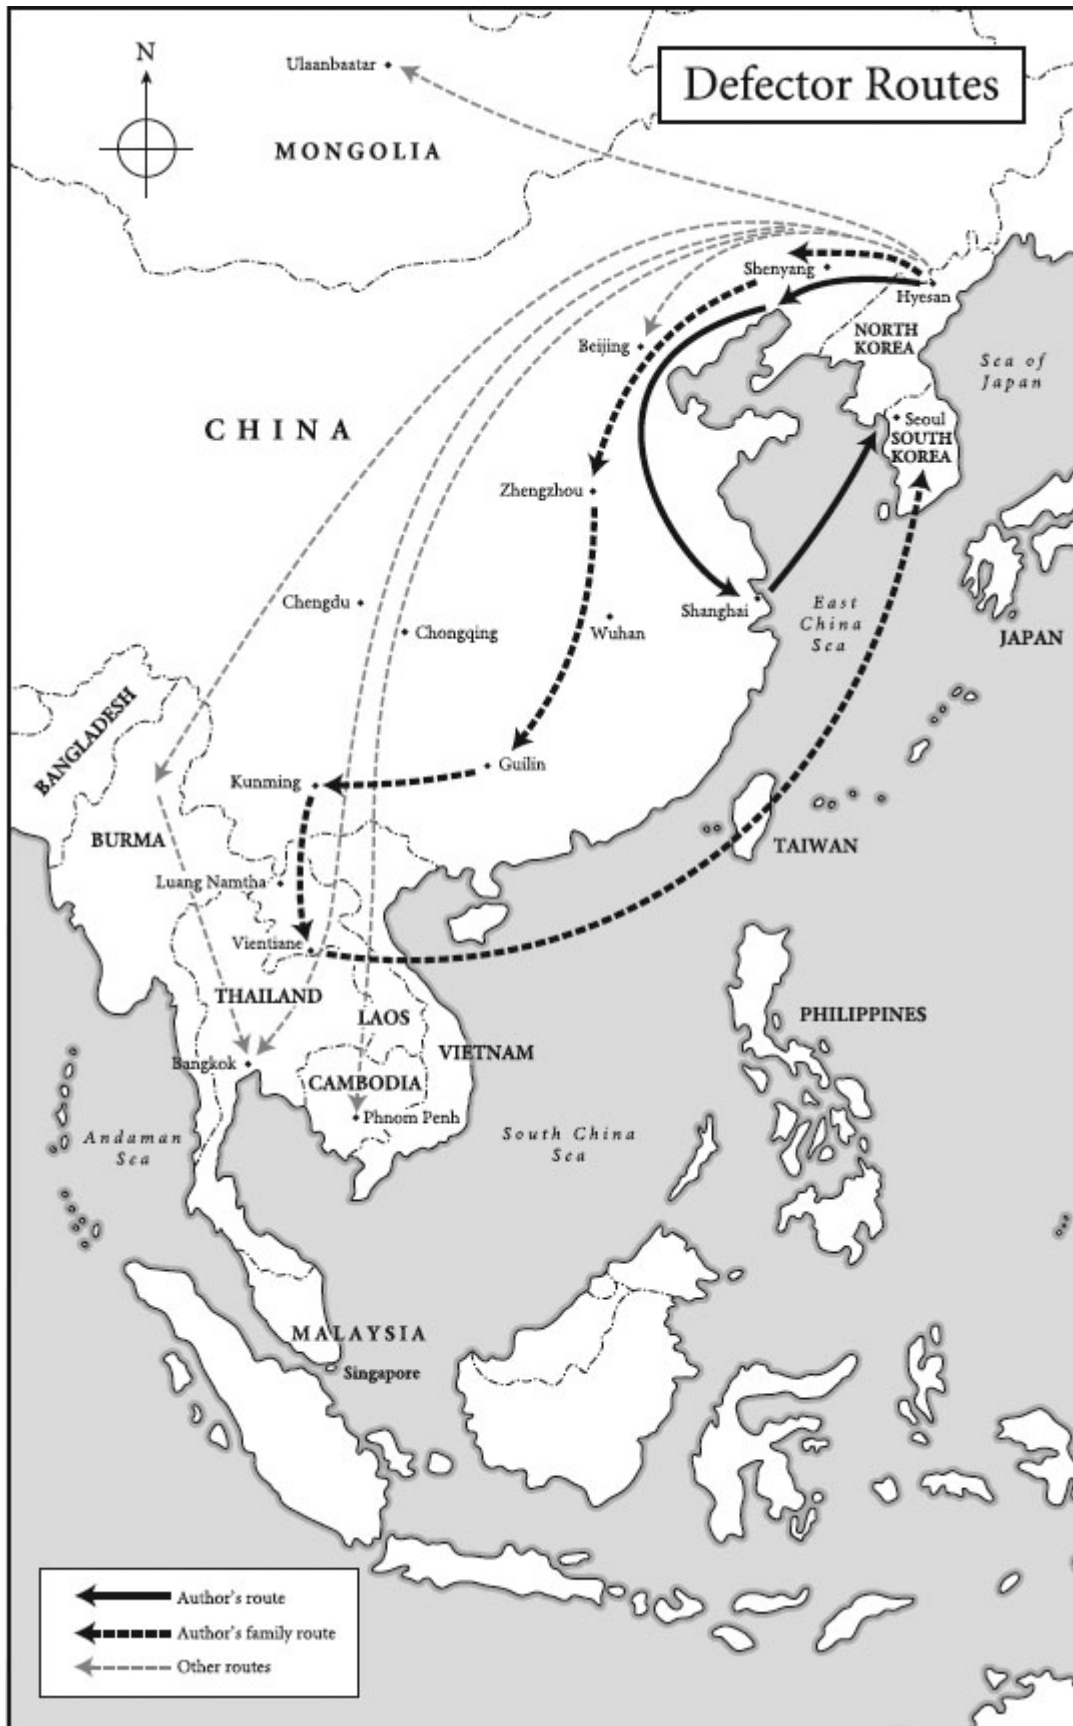 N
Defector Routes
Ulaanbaatar
MONGOLIA
Shenyang
Hyesan
NORTH
KOREA
Beijing
Sea of
Japan
CHINA
Seoul
SOUTH
KOREA
Zhengzhou
Chengdu
Chongqing
Wuhan
Shanghai
East
China
Sea
JAPAN
BANGLADESH
Kunming
Guilin
BURMA
TAIWAN
Luang Namtha
Vientiane
THAILAND
LAOS
VIETNAM
PHILIPPINES
Bangkok
CAMBODIA
Phnom Penh
Andaman
Sea
South China
Sea
MALAYSIA
Singapore
Author's route
Author's family route
Other routes